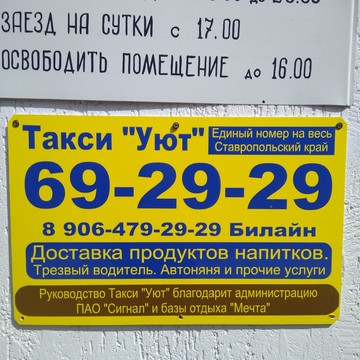 ЗАЕЗД НА СУТКИ с 17.00
ОСВОБОДИТЬ ПОМЕЩЕНИЕ до 16.00
Такси "Уют"
Единый номер на весь
Ставропольский край
69-29-29
8 906-479-29-29 Билайн
Доставка продуктов напитков.
Трезвый водитель. Автоняня и прочие услуги
Руководство Такси "Уют" благодарит администрацию
ПАО "Сигнал" и базы отдыха "Мечта"